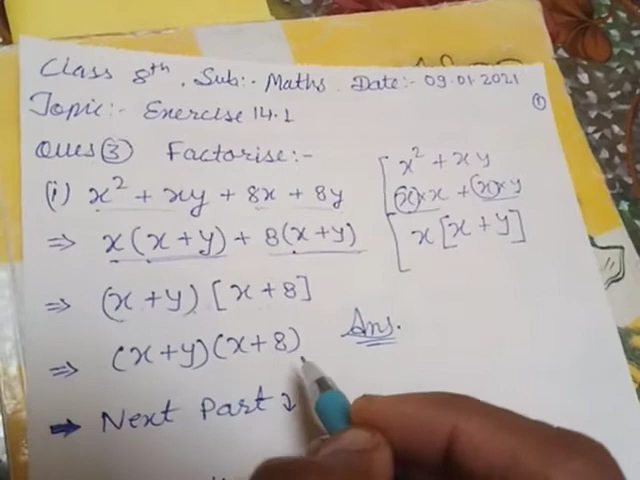 Class 8th, Sub:- Maths Date:- 09.01.2021
Topic:- Exercise 14.1
①
Ques ③ Factorise:-
(i) x² + xy + 8x + 8y
⇒ x(x+y) + 8(x+y)
⇒ (x+y) [x+8]
⇒ (x+y)(x+8) Ans.
→ Next Part ↓
x² + xy
(x)×x + (x)×y
x[x+y]